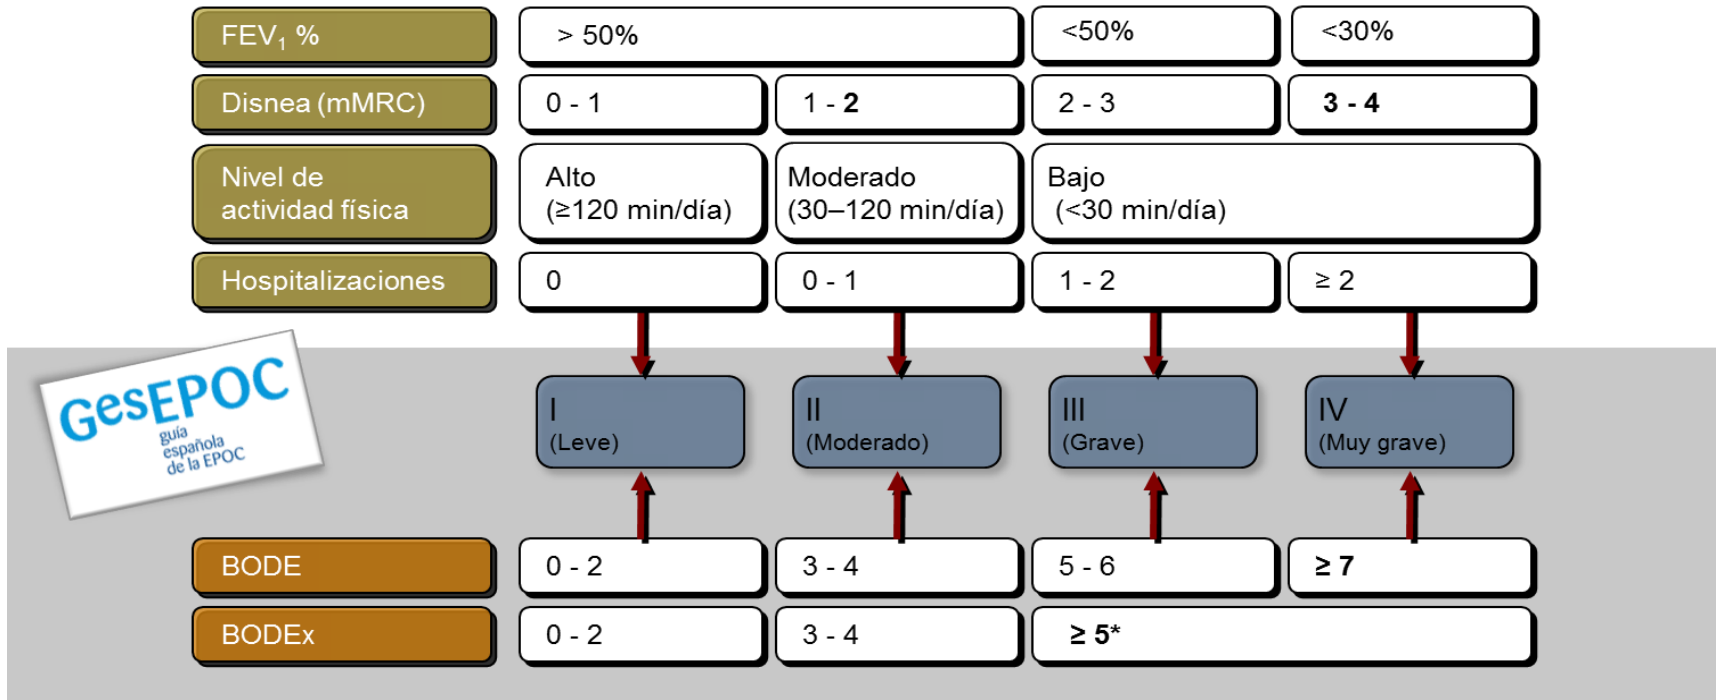 FEV₁ % > 50% <50% <30%
Disnea (mMRC) 0 - 1 1 - 2 2 - 3 3 - 4
Nivel de
actividad física
Alto
(≥120 min/día)
Moderado
(30–120 min/día)
Bajo
(<30 min/día)
Hospitalizaciones 0 0 - 1 1 - 2 ≥ 2
GesEPOC
guía
española
de la EPOC
I
(Leve)
II
(Moderado)
III
(Grave)
IV
(Muy grave)
BODE 0 - 2 3 - 4 5 - 6 ≥ 7
BODEx 0 - 2 3 - 4 ≥ 5*